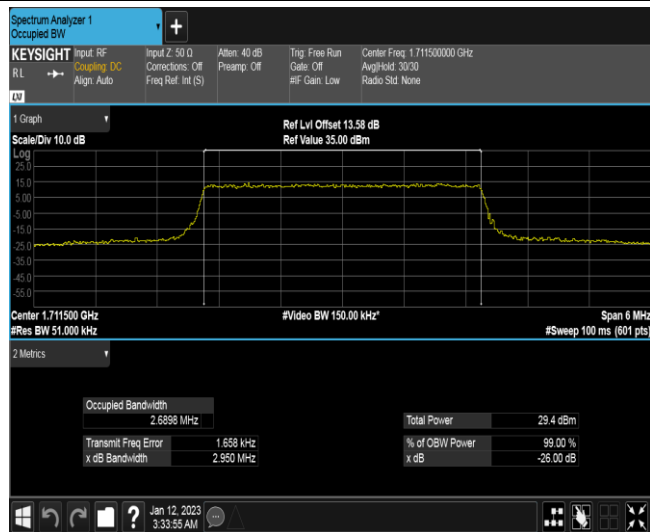 Spectrum Analyzer 1
Occupied BW
+
KEYSIGHT
RL
Input: RF
Coupling: DC
Align: Auto
Input Z: 50 Ω
Corrections: Off
Freq Ref: Int (S)
Atten: 40 dB
Preamp: Off
Trig: Free Run
Gate: Off
#IF Gain: Low
Center Freq: 1.711500000 GHz
Avg|Hold: 30/30
Radio Std: None
1 Graph
Scale/Div 10.0 dB
Ref Lvl Offset 13.58 dB
Ref Value 35.00 dBm
Log
25.0
15.0
5.00
-5.00
-15.0
-25.0
-35.0
-45.0
-55.0
Center 1.711500 GHz
#Video BW 150.00 kHz*
Span 6 MHz
#Res BW 51.000 kHz
#Sweep 100 ms (601 pts)
2 Metrics
Occupied Bandwidth
2.6898 MHz
Total Power 29.4 dBm
Transmit Freq Error 1.658 kHz
% of OBW Power 99.00 %
x dB Bandwidth 2.950 MHz
x dB -26.00 dB
?
Jan 12, 2023
3:33:55 AM